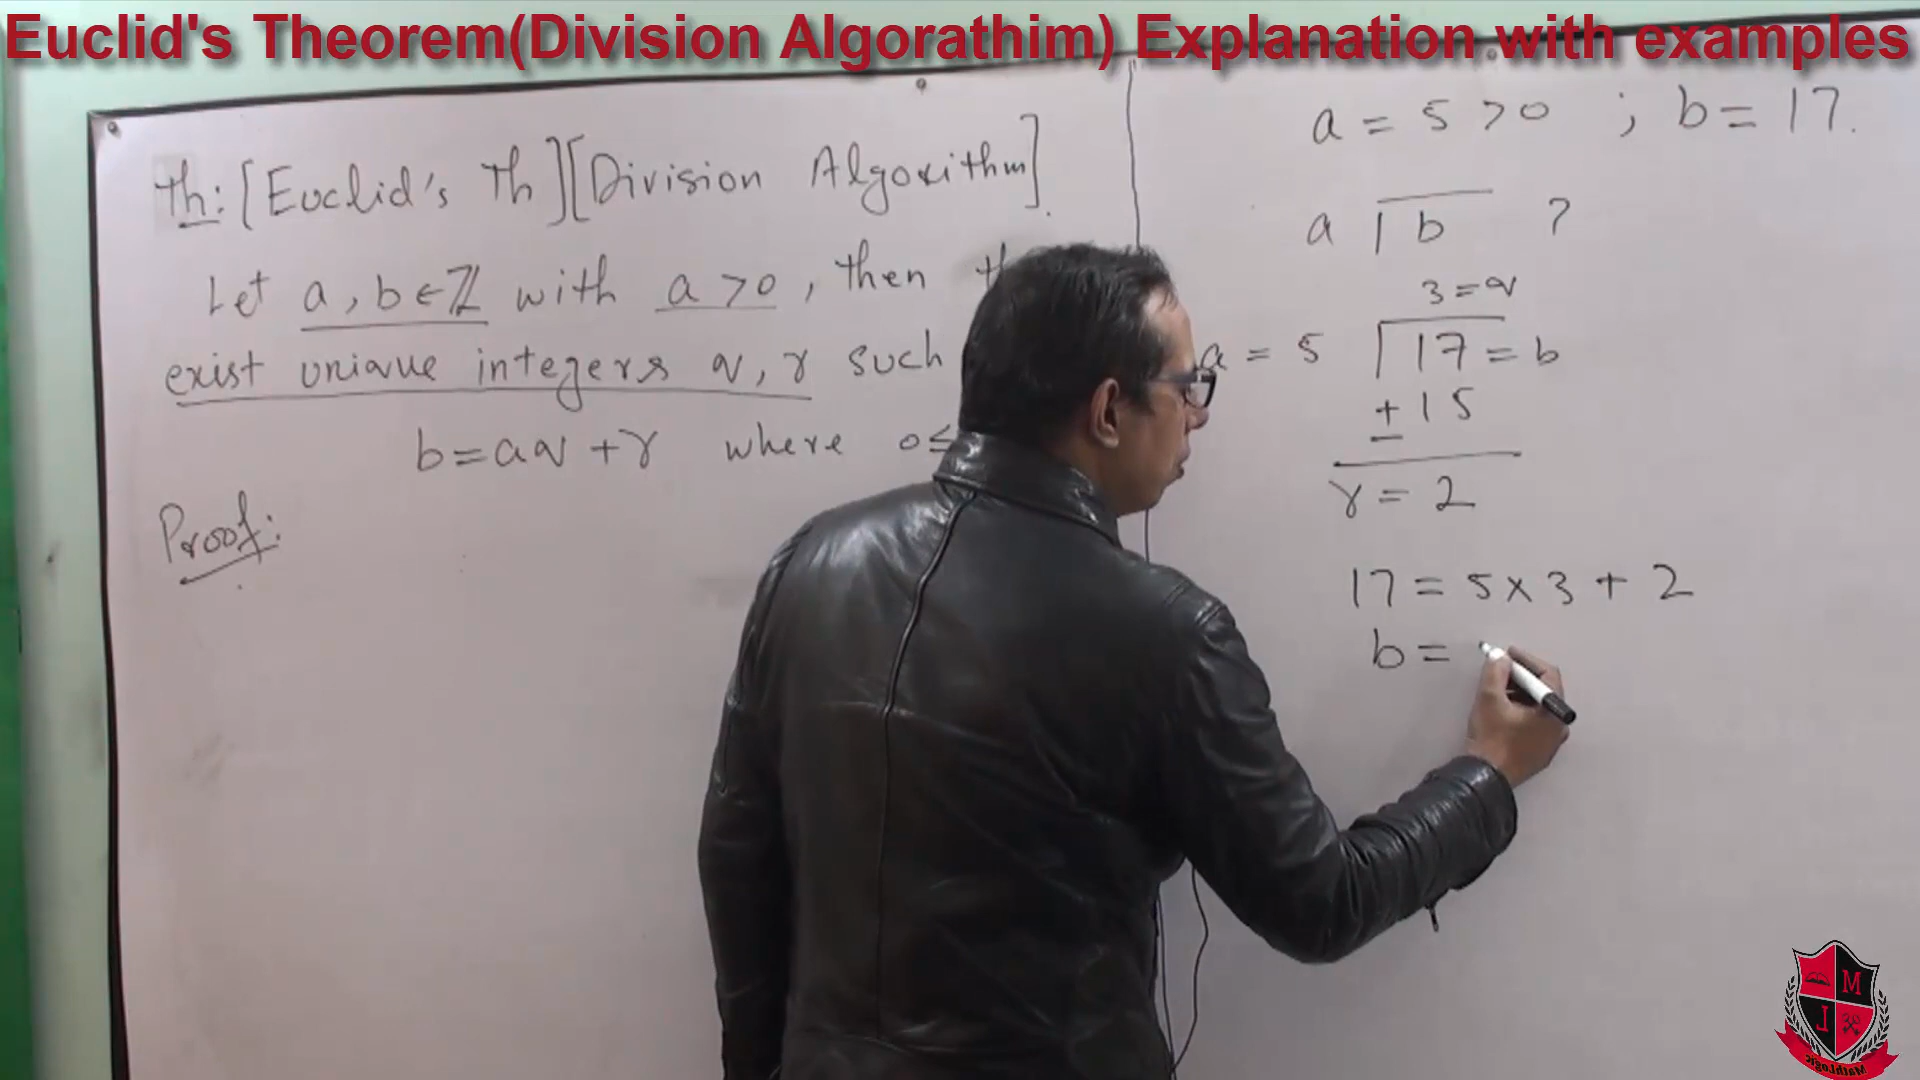 Euclid's Theorem(Division Algorathim) Explanation with examples
Th: [Euclid's Th][Division Algorithm].
Let a, b ∈ ℤ with a > 0, then
exist unique integers q, r such
b = aq + r where 0 ≤
Proof:
a = 5 > 0 ; b = 17.
a | b ?
3 = q
a = 5 | 17 = b
± 15
r = 2
17 = 5 × 3 + 2
b =
M
J
MathLogic